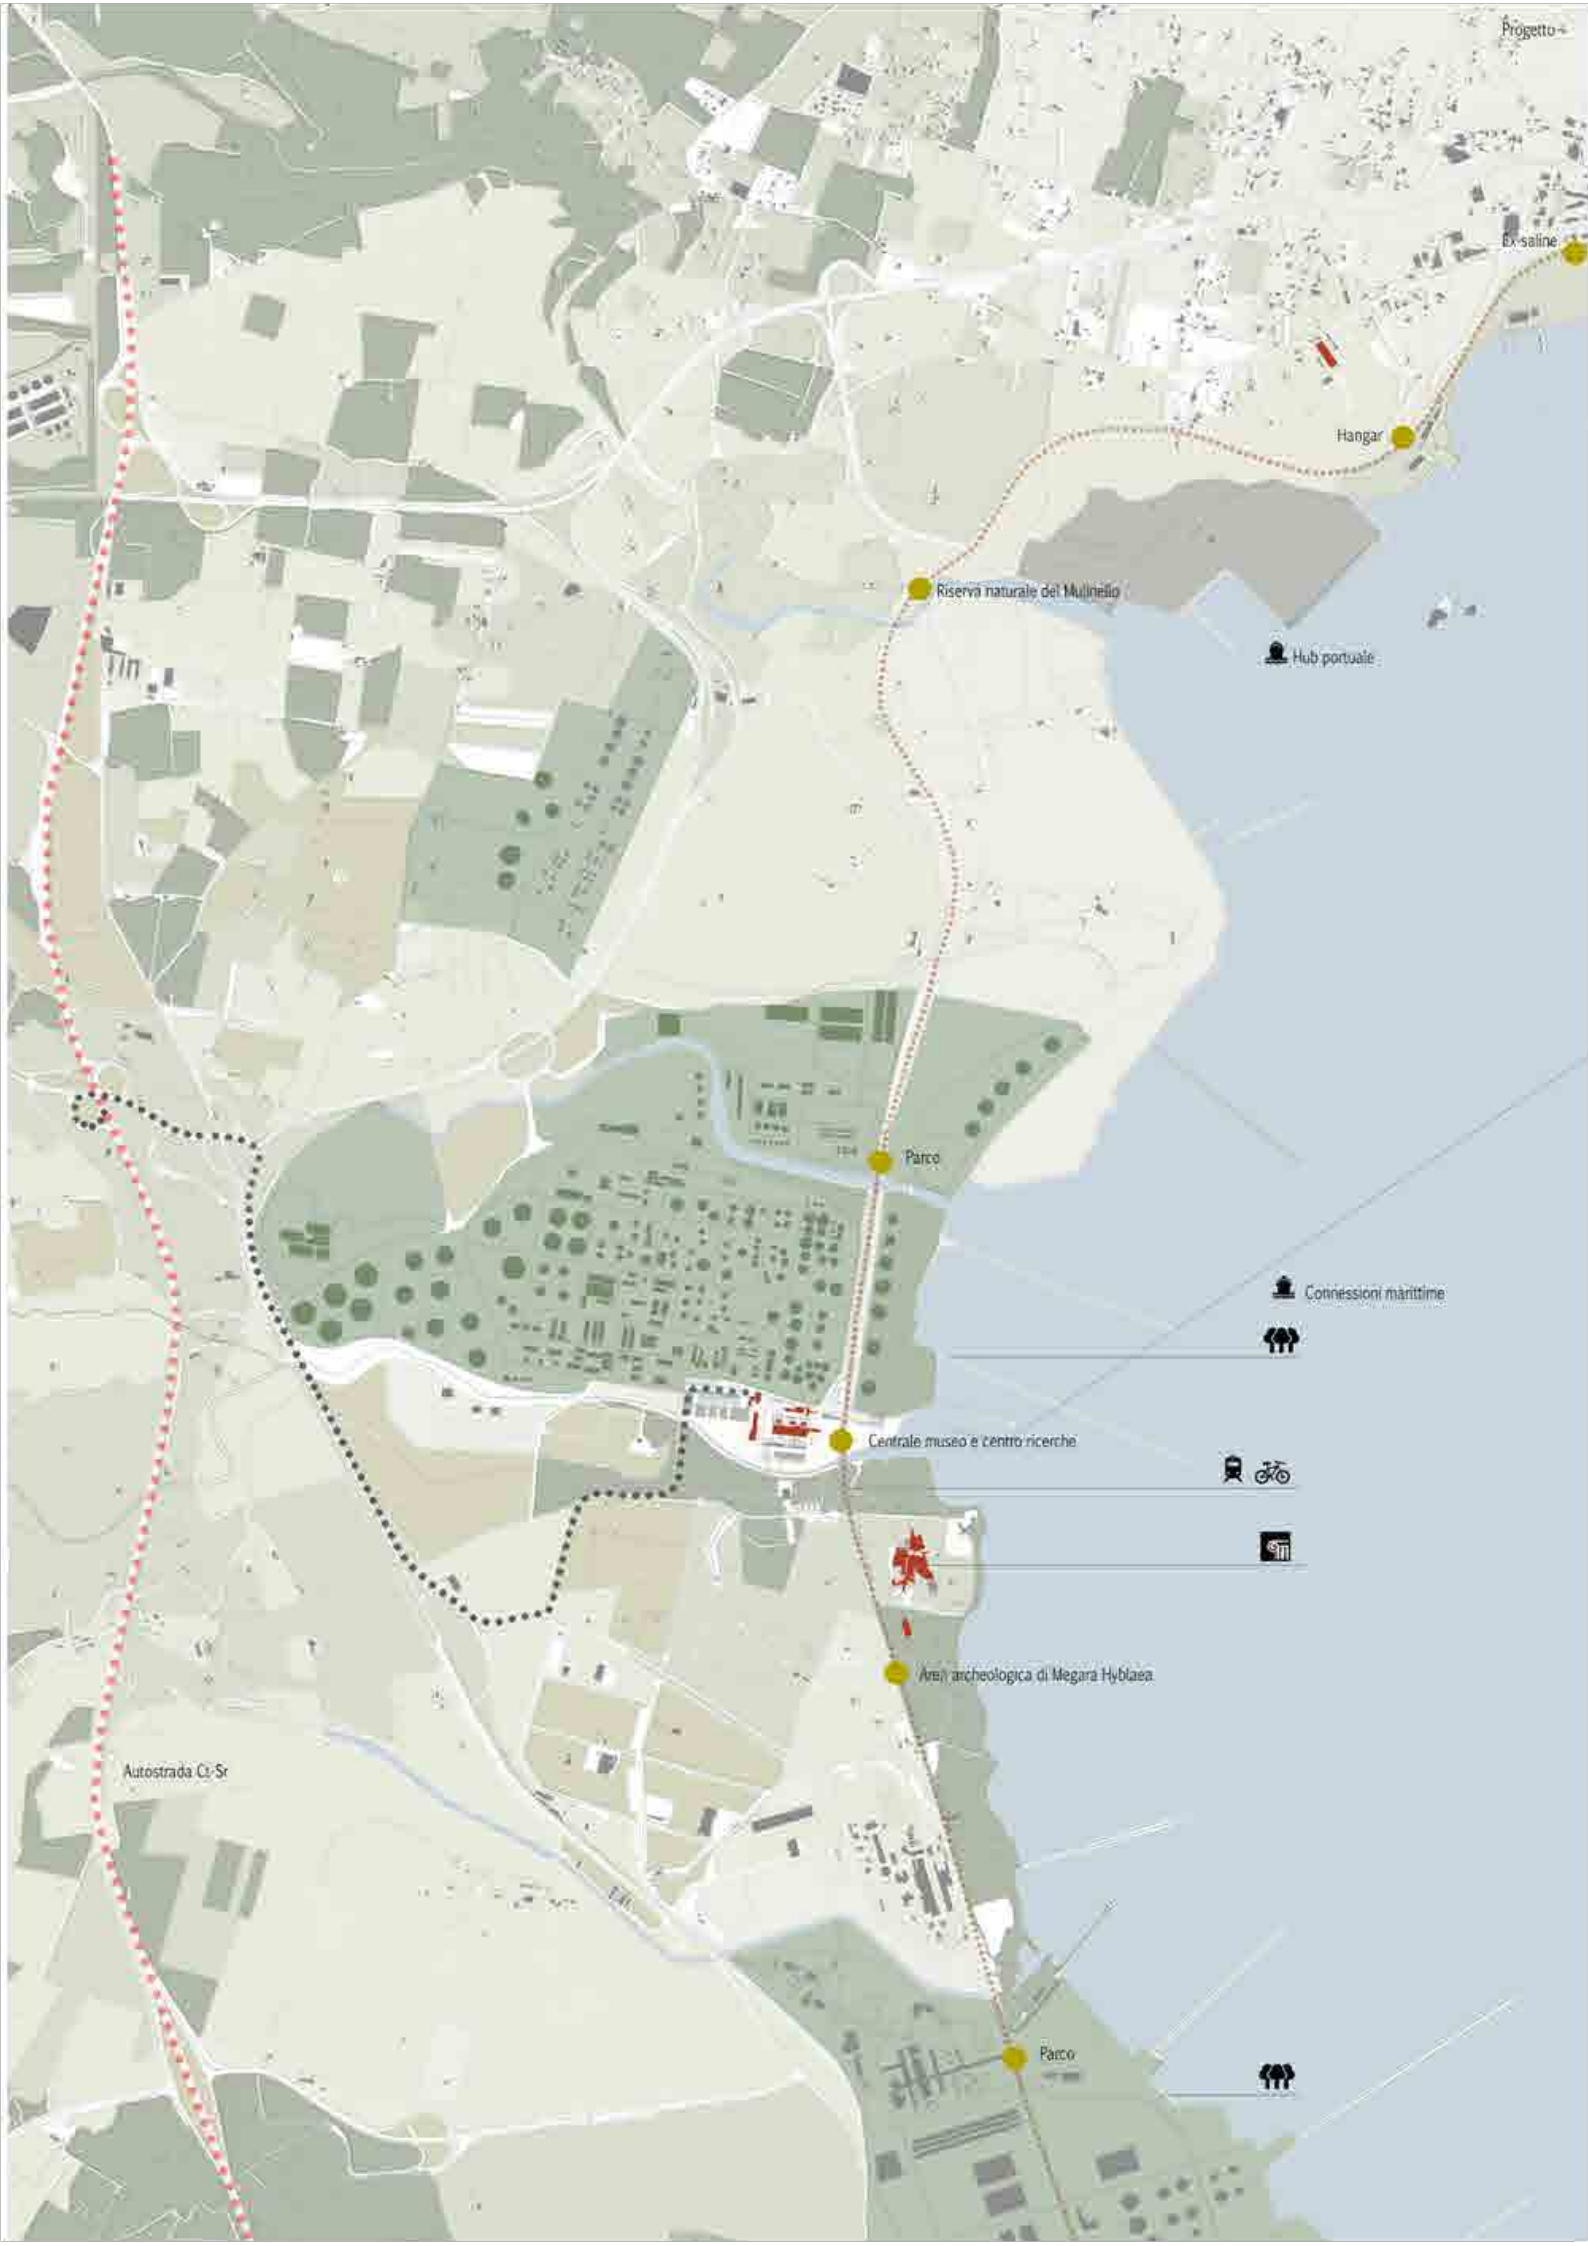 Progetto
Ex-saline
Hangar
Riserva naturale del Mulinello
Hub portuale
Parco
Connessioni marittime
Centrale museo e centro ricerche
Area archeologica di Megara Hyblaea
Autostrada Ct-Sr
Parco